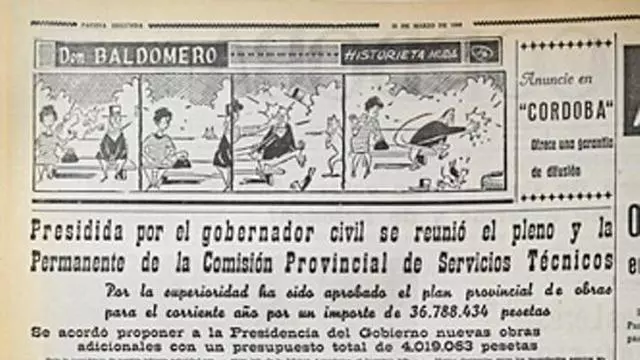 PAGINA SEGUNDA
DE MARZO DE
Don BALDOMERO
HISTORIETA MUDA
Anuncie en
"CORDOBA"
Ofrece una garantía
de difusión
Presidida por el gobernador civil se reunió el pleno y la
Permanente de la Comisión Provincial de Servicios Técnicos
Por la superioridad ha sido aprobado el plan provincial de obras
para el corriente año por un importe de 36.788.434 pesetas
Se acordó proponer a la Presidencia del Gobierno nuevas obras
adicionales con un presupuesto total de 4.019.063 pesetas